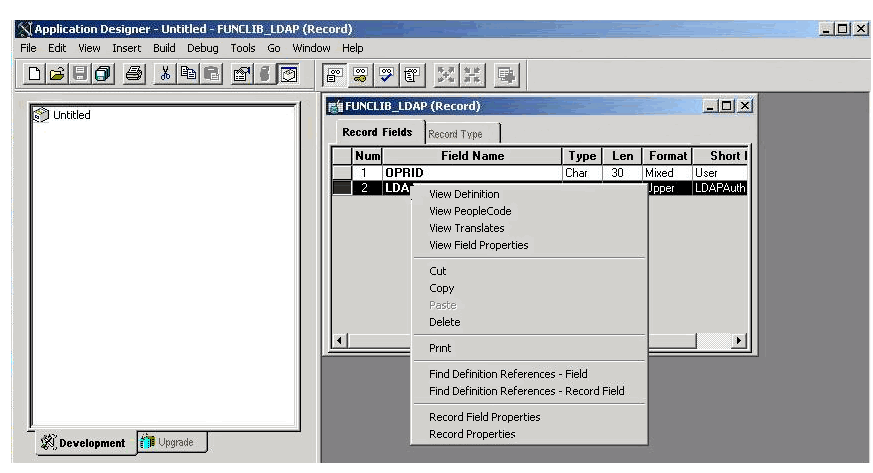 Application Designer - Untitled - FUNCLIB_LDAP (Record)
File Edit View Insert Build Debug Tools Go Window Help
Untitled
FUNCLIB_LDAP (Record)
Record Fields Record Type
Num Field Name Type Len Format Short
1 OPRID Char 30 Mixed User
2 Upper LDAPAuth
View Definition
View PeopleCode
View Translates
View Field Properties
Cut
Copy
Paste
Delete
Print
Find Definition References - Field
Find Definition References - Record Field
Record Field Properties
Record Properties
Development Upgrade